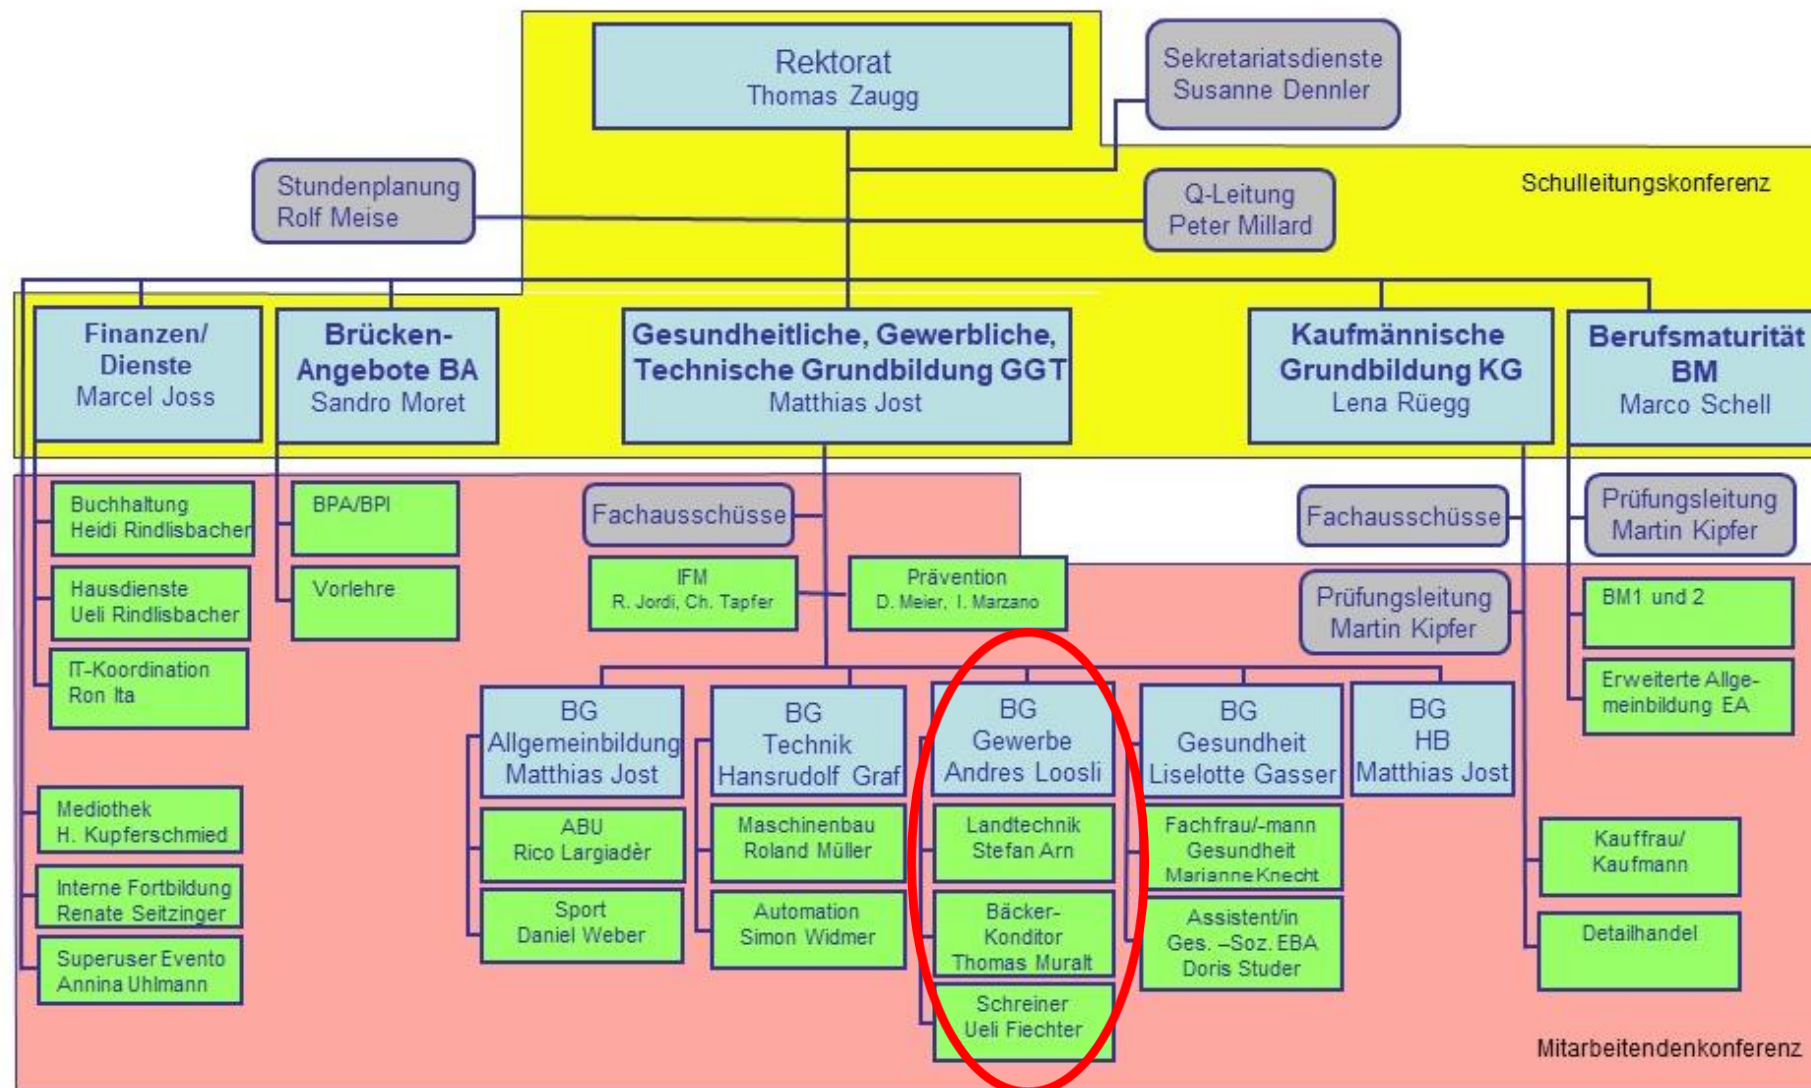 Rektorat
Thomas Zaugg
Sekretariatsdienste
Susanne Dennler
Stundenplanung
Rolf Meise
Q-Leitung
Peter Millard
Schulleitungskonferenz
Finanzen/
Dienste
Marcel Joss
Brücken-
Angebote BA
Sandro Moret
Gesundheitliche, Gewerbliche,
Technische Grundbildung GGT
Matthias Jost
Kaufmännische
Grundbildung KG
Lena Rüegg
Berufsmaturität
BM
Marco Schell
Buchhaltung
Heidi Rindlisbacher
Hausdienste
Ueli Rindlisbacher
IT-Koordination
Ron Ita
Mediothek
H. Kupferschmied
Interne Fortbildung
Renate Seitzinger
Superuser Evento
Annina Uhlmann
BPA/BPI
Vorlehre
Fachausschüsse
IFM
R. Jordi, Ch. Tapfer
Prävention
D. Meier, I. Marzano
BG
Allgemeinbildung
Matthias Jost
ABU
Rico Largiadèr
Sport
Daniel Weber
BG
Technik
Hansrudolf Graf
Maschinenbau
Roland Müller
Automation
Simon Widmer
BG
Gewerbe
Andres Loosli
Landtechnik
Stefan Arn
Bäcker-
Konditor
Thomas Muralt
Schreiner
Ueli Fiechter
BG
Gesundheit
Liselotte Gasser
Fachfrau/-mann
Gesundheit
Marianne Knecht
Assistent/in
Ges. –Soz. EBA
Doris Studer
BG
HB
Matthias Jost
Fachausschüsse
Prüfungsleitung
Martin Kipfer
Kauffrau/
Kaufmann
Detailhandel
Prüfungsleitung
Martin Kipfer
BM1 und 2
Erweiterte Allge-
meinbildung EA
Mitarbeitendenkonferenz